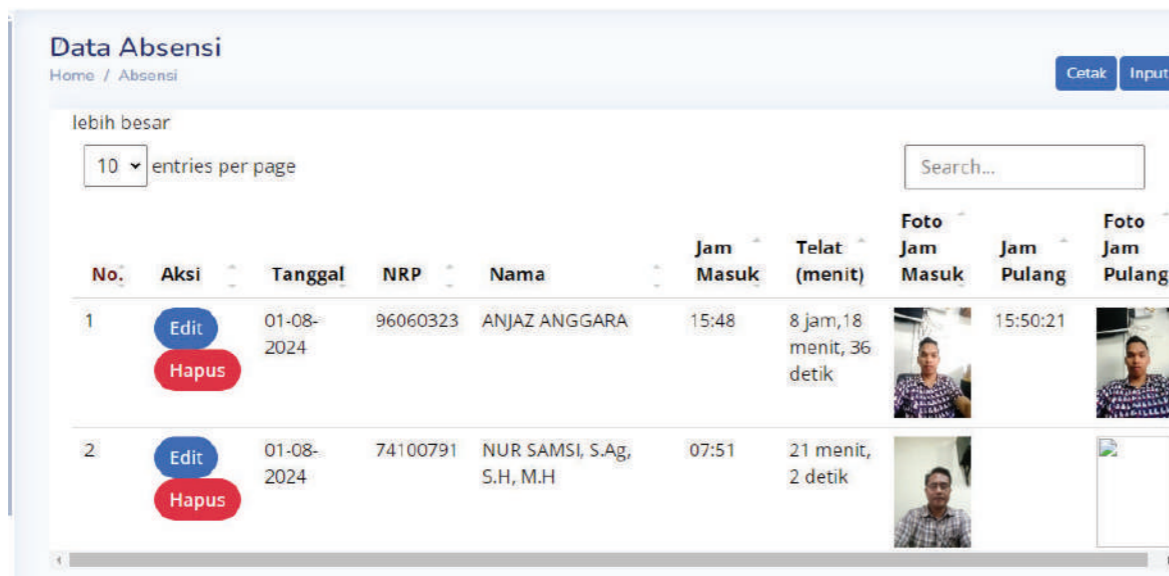 Data Absensi
Home / Absensi
Cetak Input
lebih besar
10 entries per page
Search...
No. Aksi Tanggal NRP Nama Jam Masuk Telat (menit) Foto Jam Masuk Jam Pulang Foto Jam Pulang
1 Edit Hapus 01-08-2024 96060323 ANJAZ ANGGARA 15:48 8 jam,18 menit, 36 detik 15:50:21
2 Edit Hapus 01-08-2024 74100791 NUR SAMSI, S.Ag, S.H, M.H 07:51 21 menit, 2 detik